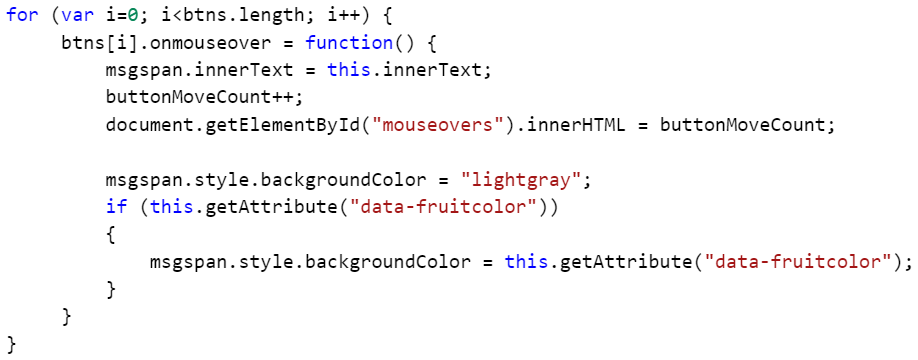 for (var i=0; i<btns.length; i++) {
btns[i].onmouseover = function() {
msgspan.innerText = this.innerText;
buttonMoveCount++;
document.getElementById("mouseovers").innerHTML = buttonMoveCount;
msgspan.style.backgroundColor = "lightgray";
if (this.getAttribute("data-fruitcolor"))
{
msgspan.style.backgroundColor = this.getAttribute("data-fruitcolor");
}
}
}